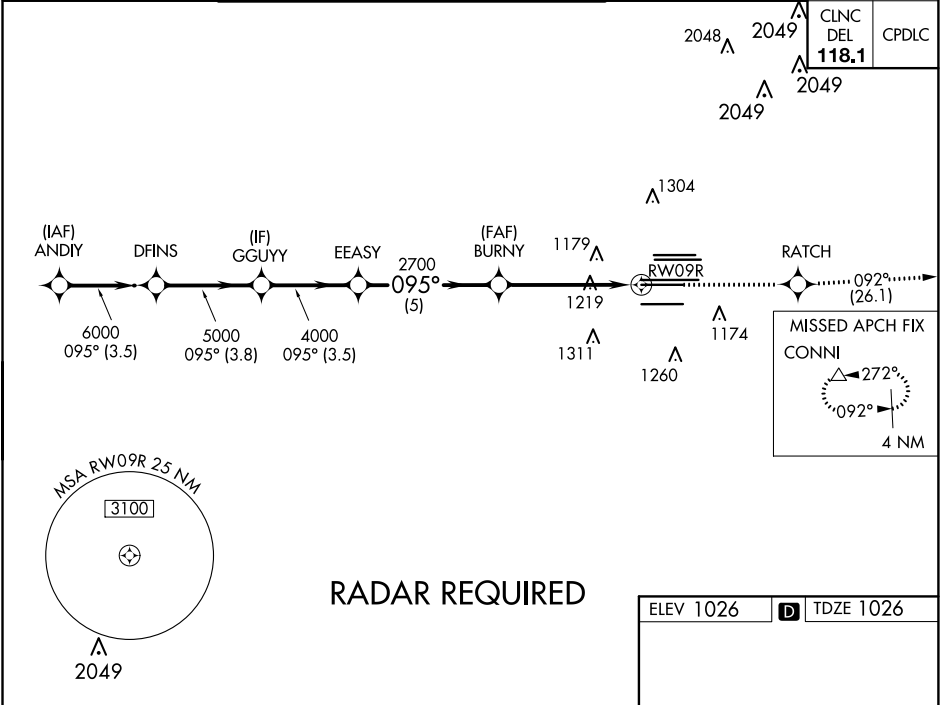 CLNC
DEL
118.1
CPDLC
2048
2049
2049
2049
1304
(IAF)
ANDIY
DFINS
(IF)
GGUYY
EEASY
2700
095°
(5)
(FAF)
BURNY
1179
RW09R
RATCH
1219
092°
(26.1)
6000
095° (3.5)
5000
095° (3.8)
4000
095° (3.5)
1311
1174
1260
MISSED APCH FIX
CONNI
272°
092°
4 NM
MSA RW09R 25 NM
3100
2049
RADAR REQUIRED
ELEV 1026
D
TDZE 1026